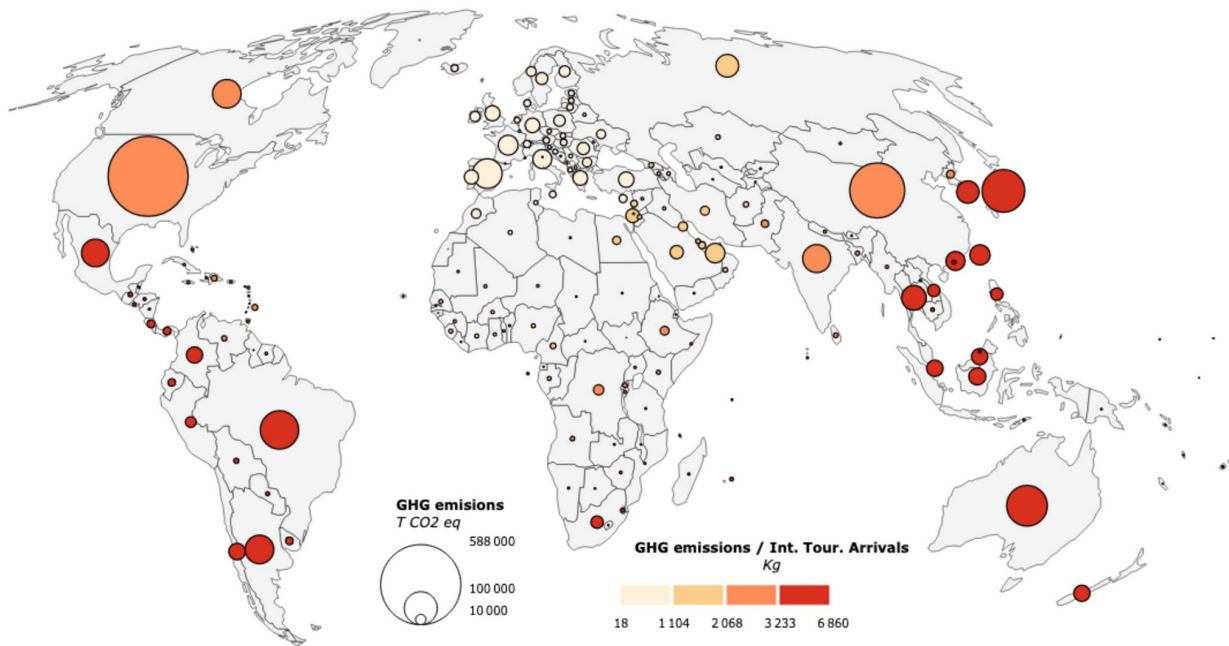 GHG emisions
T CO2 eq
588 000
100 000
10 000
GHG emissions / Int. Tour. Arrivals
Kg
18 1 104 2 068 3 233 6 860